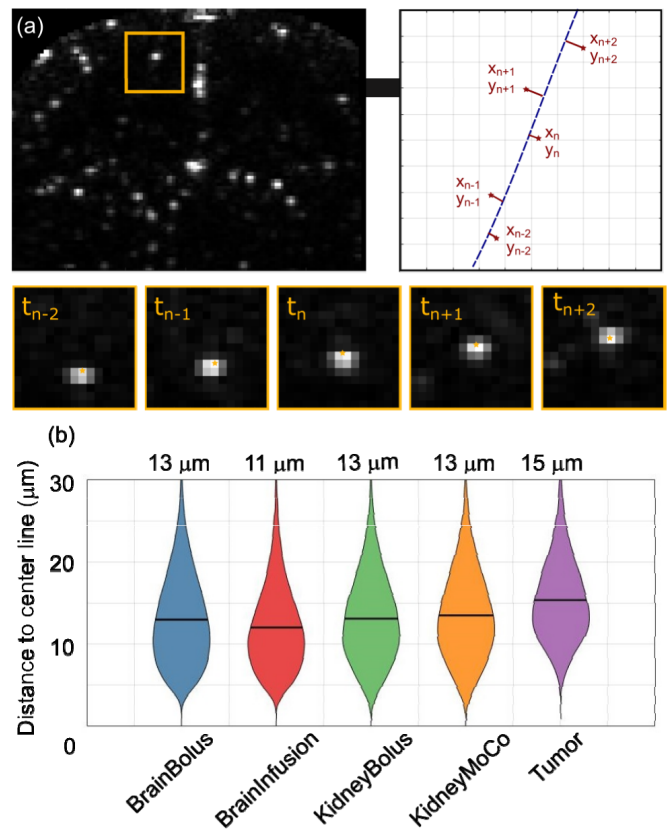 (a)
xn+2
yn+2
xn+1
yn+1
xn
yn
xn-1
yn-1
xn-2
yn-2
tn-2
tn-1
tn
tn+1
tn+2
(b)
13 μm
11 μm
13 μm
13 μm
15 μm
Distance to center line (μm)
30
20
10
0
BrainBolus
BrainInfusion
KidneyBolus
KidneyMoCo
Tumor